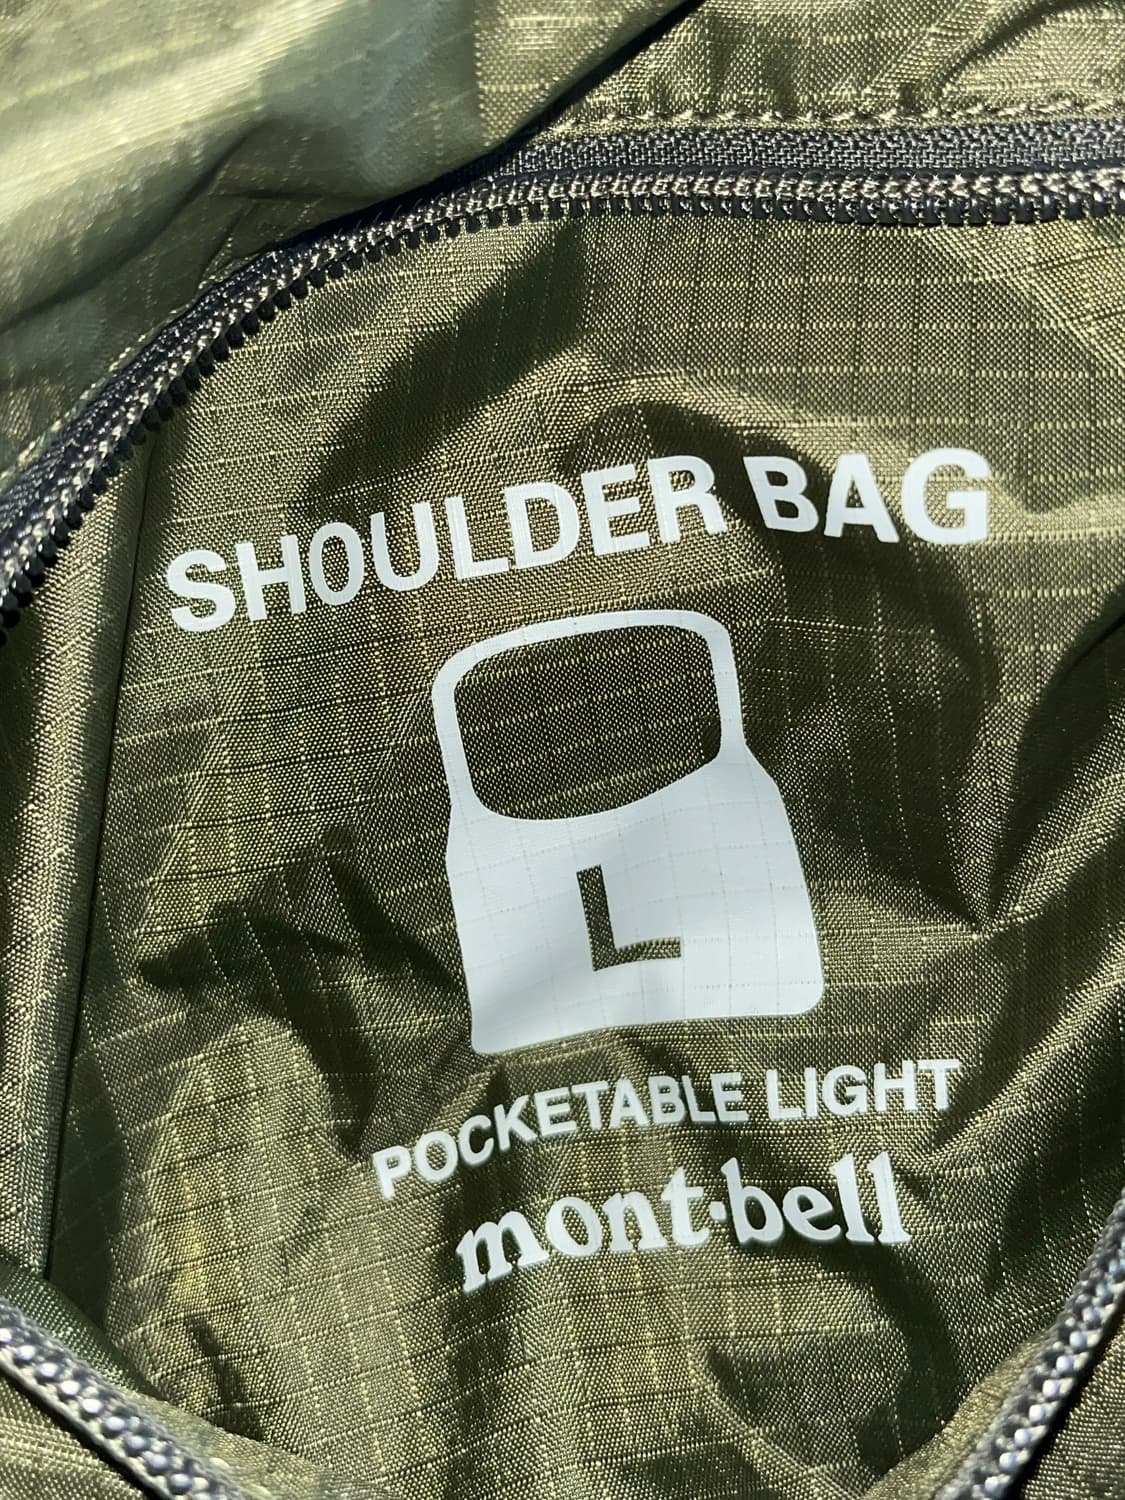 SHOULDER BAG
L
POCKETABLE LIGHT
mont·bell